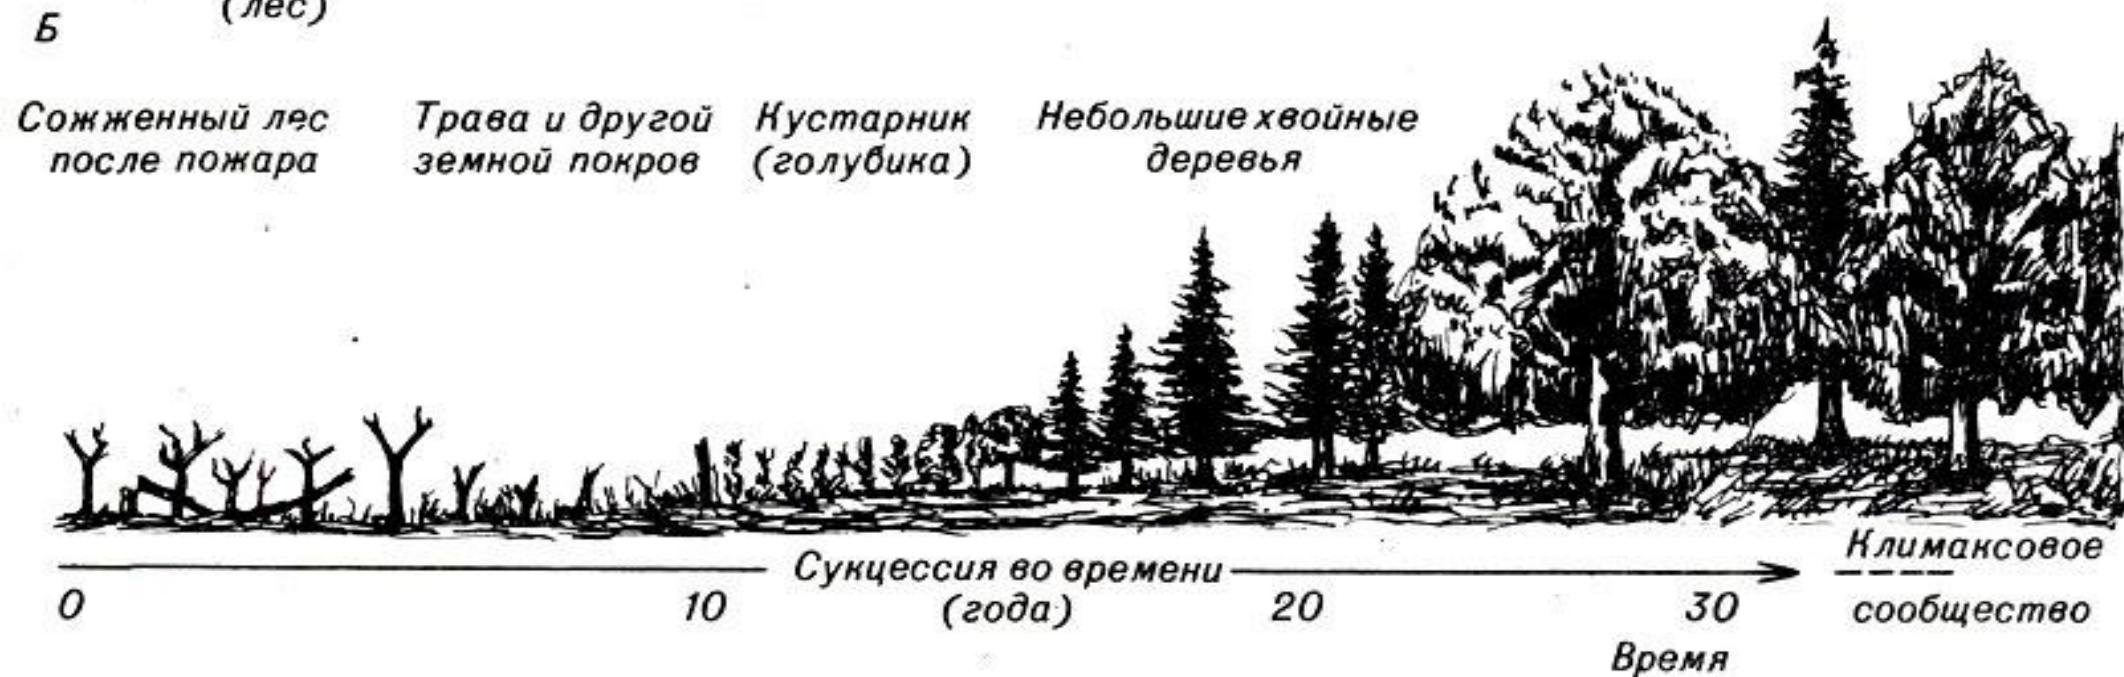 (лес)
Б
Сожженный лес
после пожара
Трава и другой
земной покров
Кустарник
(голубика)
Небольшие хвойные
деревья
Сукцессия во времени
(года)
0
10
20
30
Климаксовое
сообщество
Время